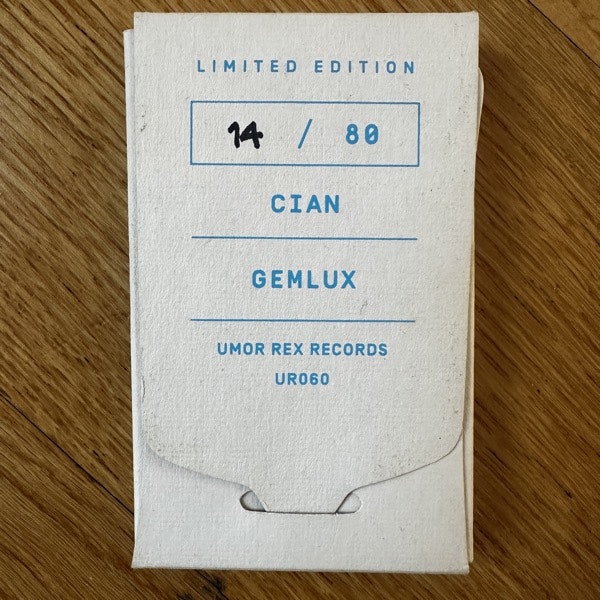 LIMITED EDITION
14 / 80
CIAN
GEMLUX
UMOR REX RECORDS
UR060